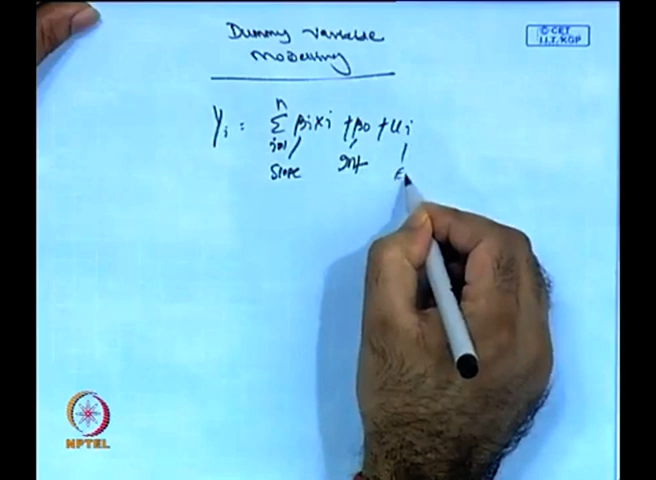 Dummy Variable
Modelling
© CET
I.I.T. KGP
n
Yi = Σ βixi + β0 + ui
i=1
Slope Int E
NPTEL